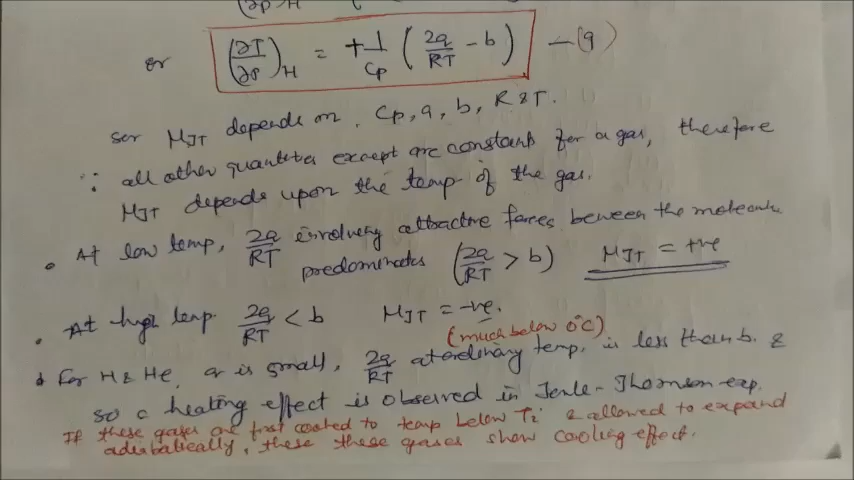 (∂P)H
or (∂T/∂P)H = +1/Cp (2a/RT - b) —(9)
So μJT depends on, Cp, a, b, R & T.
∵ all other quantities except are constants for a gas, therefore
μJT depends upon the temp of the gas.
• At low temp, 2a/RT involving attractive forces between the molecules
predominates (2a/RT > b) μJT = +ve
• At high temp 2a/RT < b μJT = -ve.
(much below 0°C)
For H & He, a is small, 2a/RT at ordinary temp. is less than b. &
so a heating effect is observed in Joule-Thomson exp.
If these gases are first cooled to temp below Ti & allowed to expand
adiabatically, these these gases show cooling effect.